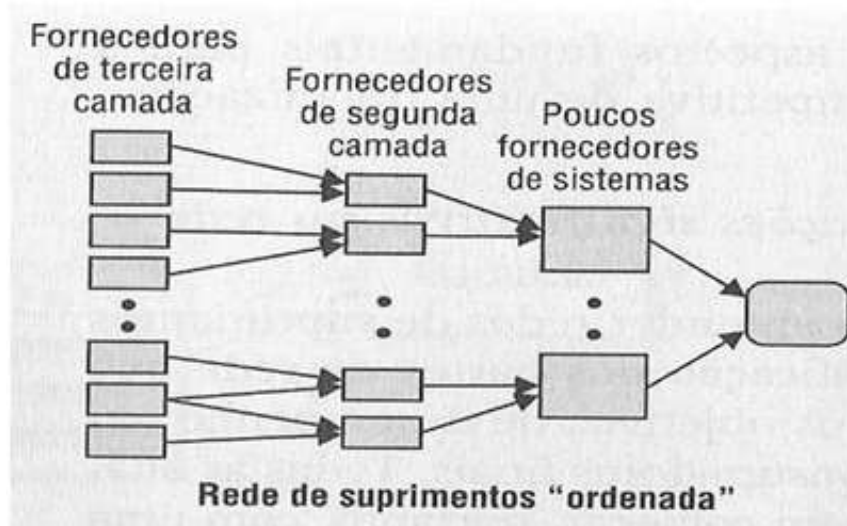 Fornecedores
de terceira
camada
Fornecedores
de segunda
camada
Poucos
fornecedores
de sistemas
Rede de suprimentos “ordenada”